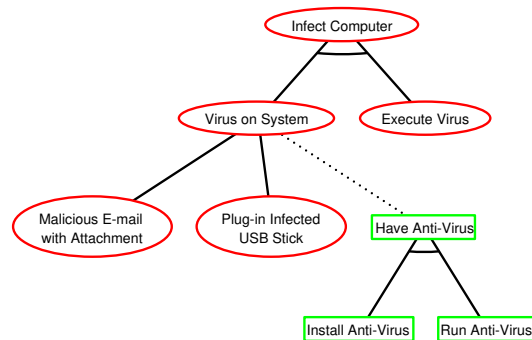 Infect Computer
Virus on System
Execute Virus
Malicious E-mail
with Attachment
Plug-in Infected
USB Stick
Have Anti-Virus
Install Anti-Virus
Run Anti-Virus